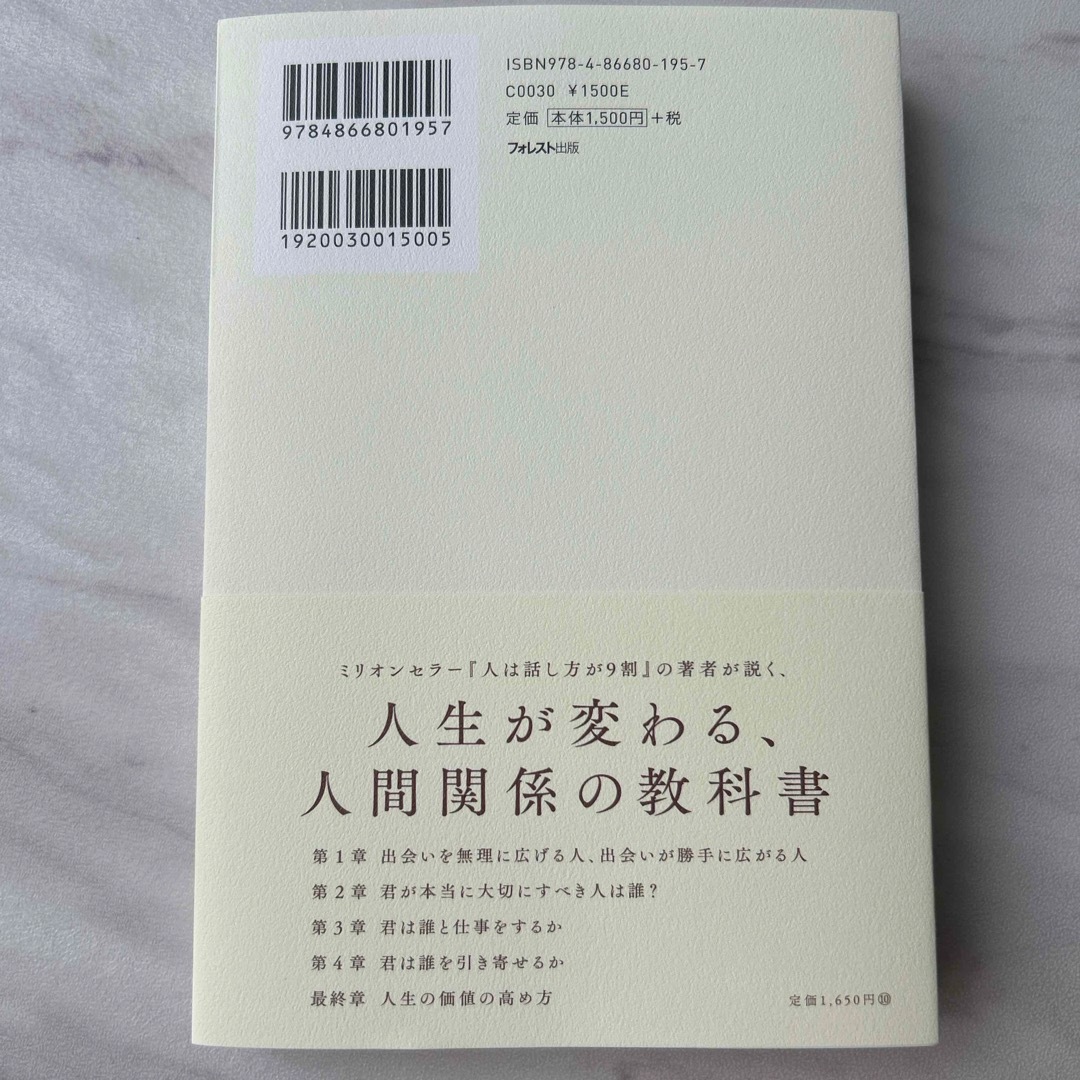 ISBN978-4-86680-195-7
C0030 ¥1500E
定価 本体1,500円+税
フォレスト出版
9784866801957
1920030015005
ミリオンセラー『人は話し方が9割』の著者が説く、
人生が変わる、
人間関係の教科書
第1章 出会いを無理に広げる人、出会いが勝手に広がる人
第2章 君が本当に大切にすべき人は誰?
第3章 君は誰と仕事をするか
第4章 君は誰を引き寄せるか
最終章 人生の価値の高め方
定価1,650円⑩